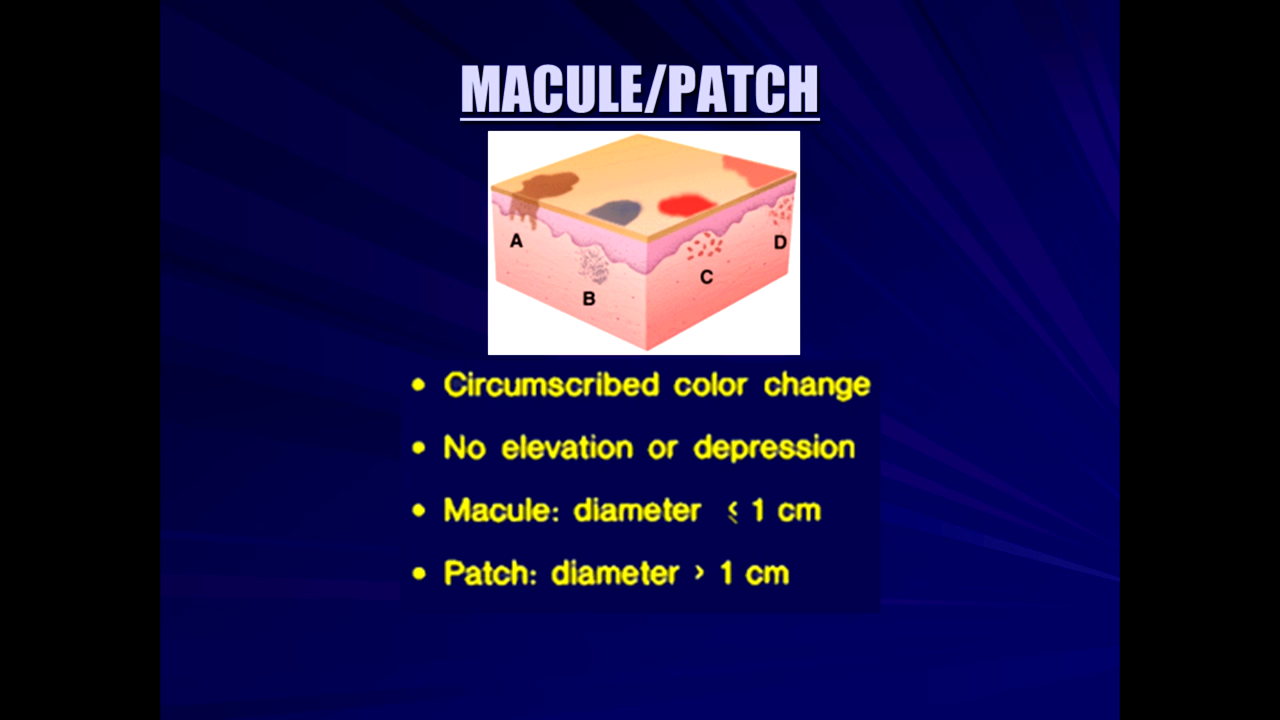 MACULE/PATCH
A
B
C
D
• Circumscribed color change
• No elevation or depression
• Macule: diameter ≤ 1 cm
• Patch: diameter > 1 cm